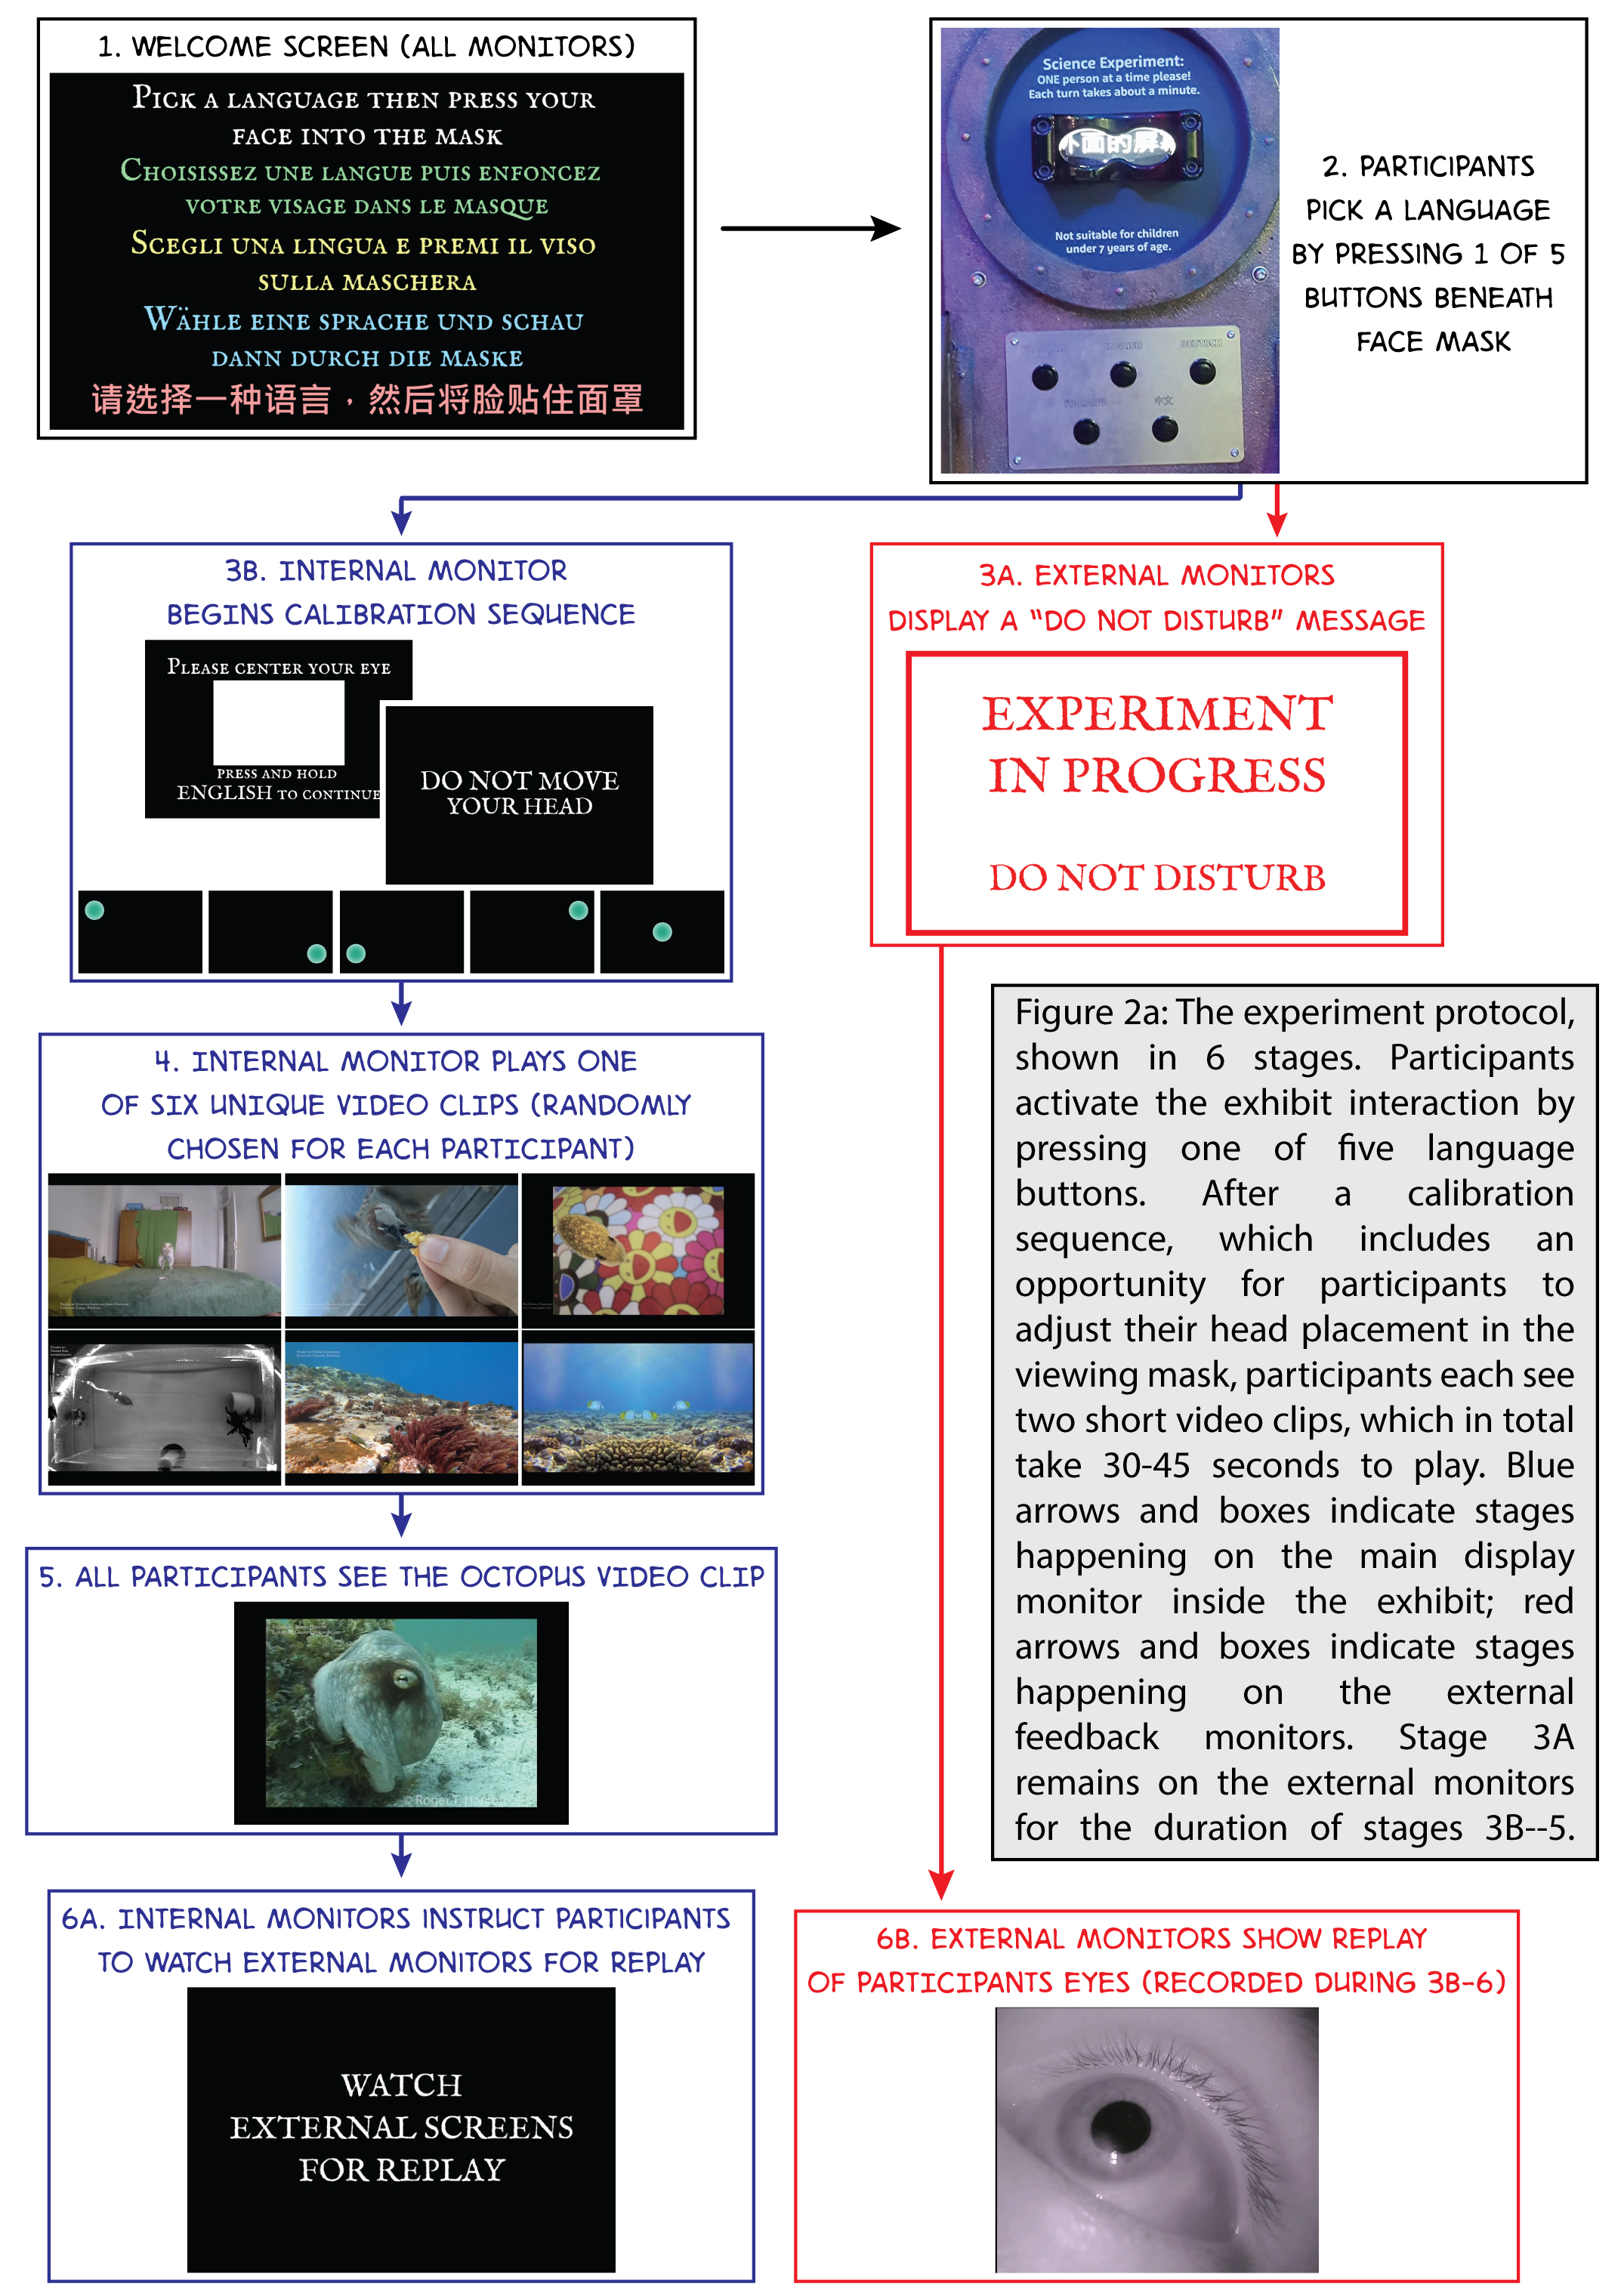 1. WELCOME SCREEN (ALL MONITORS)
PICK A LANGUAGE THEN PRESS YOUR
FACE INTO THE MASK
CHOISISSEZ UNE LANGUE PUIS ENFONCEZ
VOTRE VISAGE DANS LE MASQUE
SCEGLI UNA LINGUA E PREMI IL VISO
SULLA MASCHERA
WÄHLE EINE SPRACHE UND SCHAU
DANN DURCH DIE MASKE
请选择一种语言，然后将脸贴住面罩
Science Experiment:
ONE person at a time please!
Each turn takes about a minute.
下面的屏幕
Not suitable for children
under 7 years of age.
ENGLISH
DEUTSCH
ITALIANO
中文
2. PARTICIPANTS
PICK A LANGUAGE
BY PRESSING 1 OF 5
BUTTONS BENEATH
FACE MASK
3B. INTERNAL MONITOR
BEGINS CALIBRATION SEQUENCE
PLEASE CENTER YOUR EYE
PRESS AND HOLD
ENGLISH TO CONTINUE
DO NOT MOVE
YOUR HEAD
3A. EXTERNAL MONITORS
DISPLAY A “DO NOT DISTURB” MESSAGE
EXPERIMENT
IN PROGRESS
DO NOT DISTURB
4. INTERNAL MONITOR PLAYS ONE
OF SIX UNIQUE VIDEO CLIPS (RANDOMLY
CHOSEN FOR EACH PARTICIPANT)
5. ALL PARTICIPANTS SEE THE OCTOPUS VIDEO CLIP
© Roger T. Hanlon
Figure 2a: The experiment protocol,
shown in 6 stages. Participants
activate the exhibit interaction by
pressing one of five language
buttons. After a calibration
sequence, which includes an
opportunity for participants to
adjust their head placement in the
viewing mask, participants each see
two short video clips, which in total
take 30-45 seconds to play. Blue
arrows and boxes indicate stages
happening on the main display
monitor inside the exhibit; red
arrows and boxes indicate stages
happening on the external
feedback monitors. Stage 3A
remains on the external monitors
for the duration of stages 3B--5.
6A. INTERNAL MONITORS INSTRUCT PARTICIPANTS
TO WATCH EXTERNAL MONITORS FOR REPLAY
WATCH
EXTERNAL SCREENS
FOR REPLAY
6B. EXTERNAL MONITORS SHOW REPLAY
OF PARTICIPANTS EYES (RECORDED DURING 3B-6)